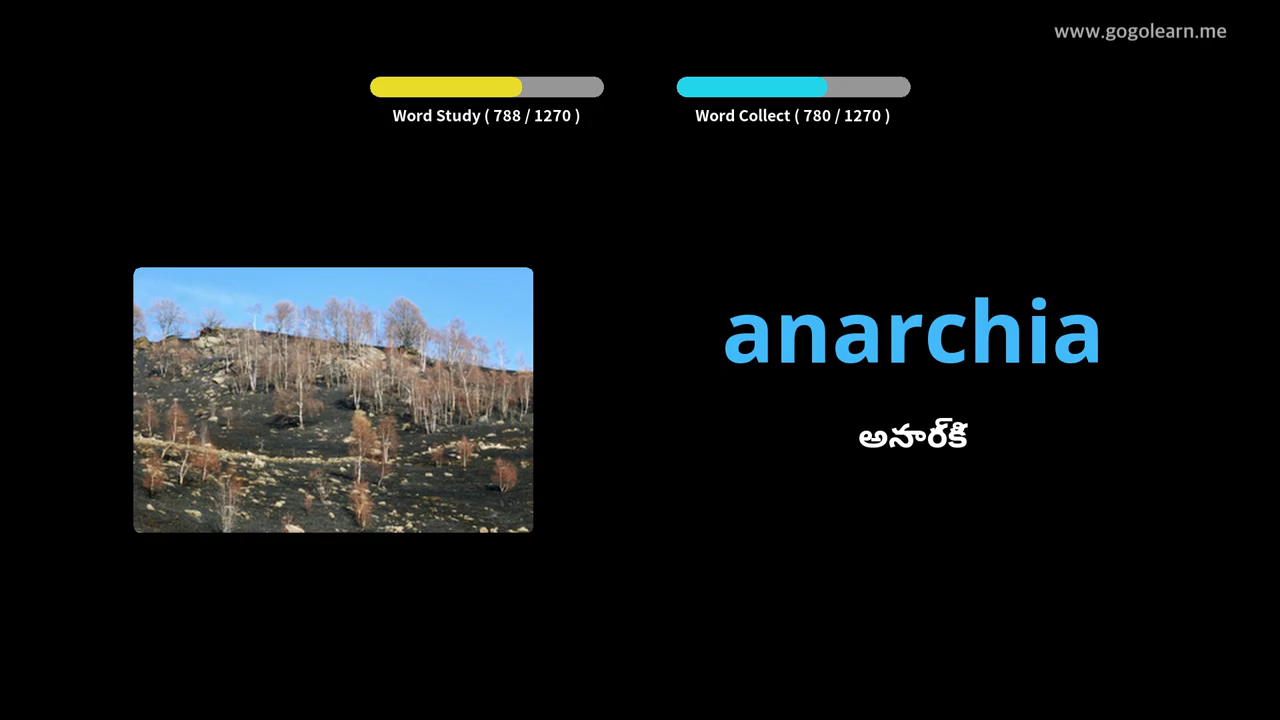 www.gogolearn.me
Word Study ( 788 / 1270 )
Word Collect ( 780 / 1270 )
anarchia
అనార్‌కి